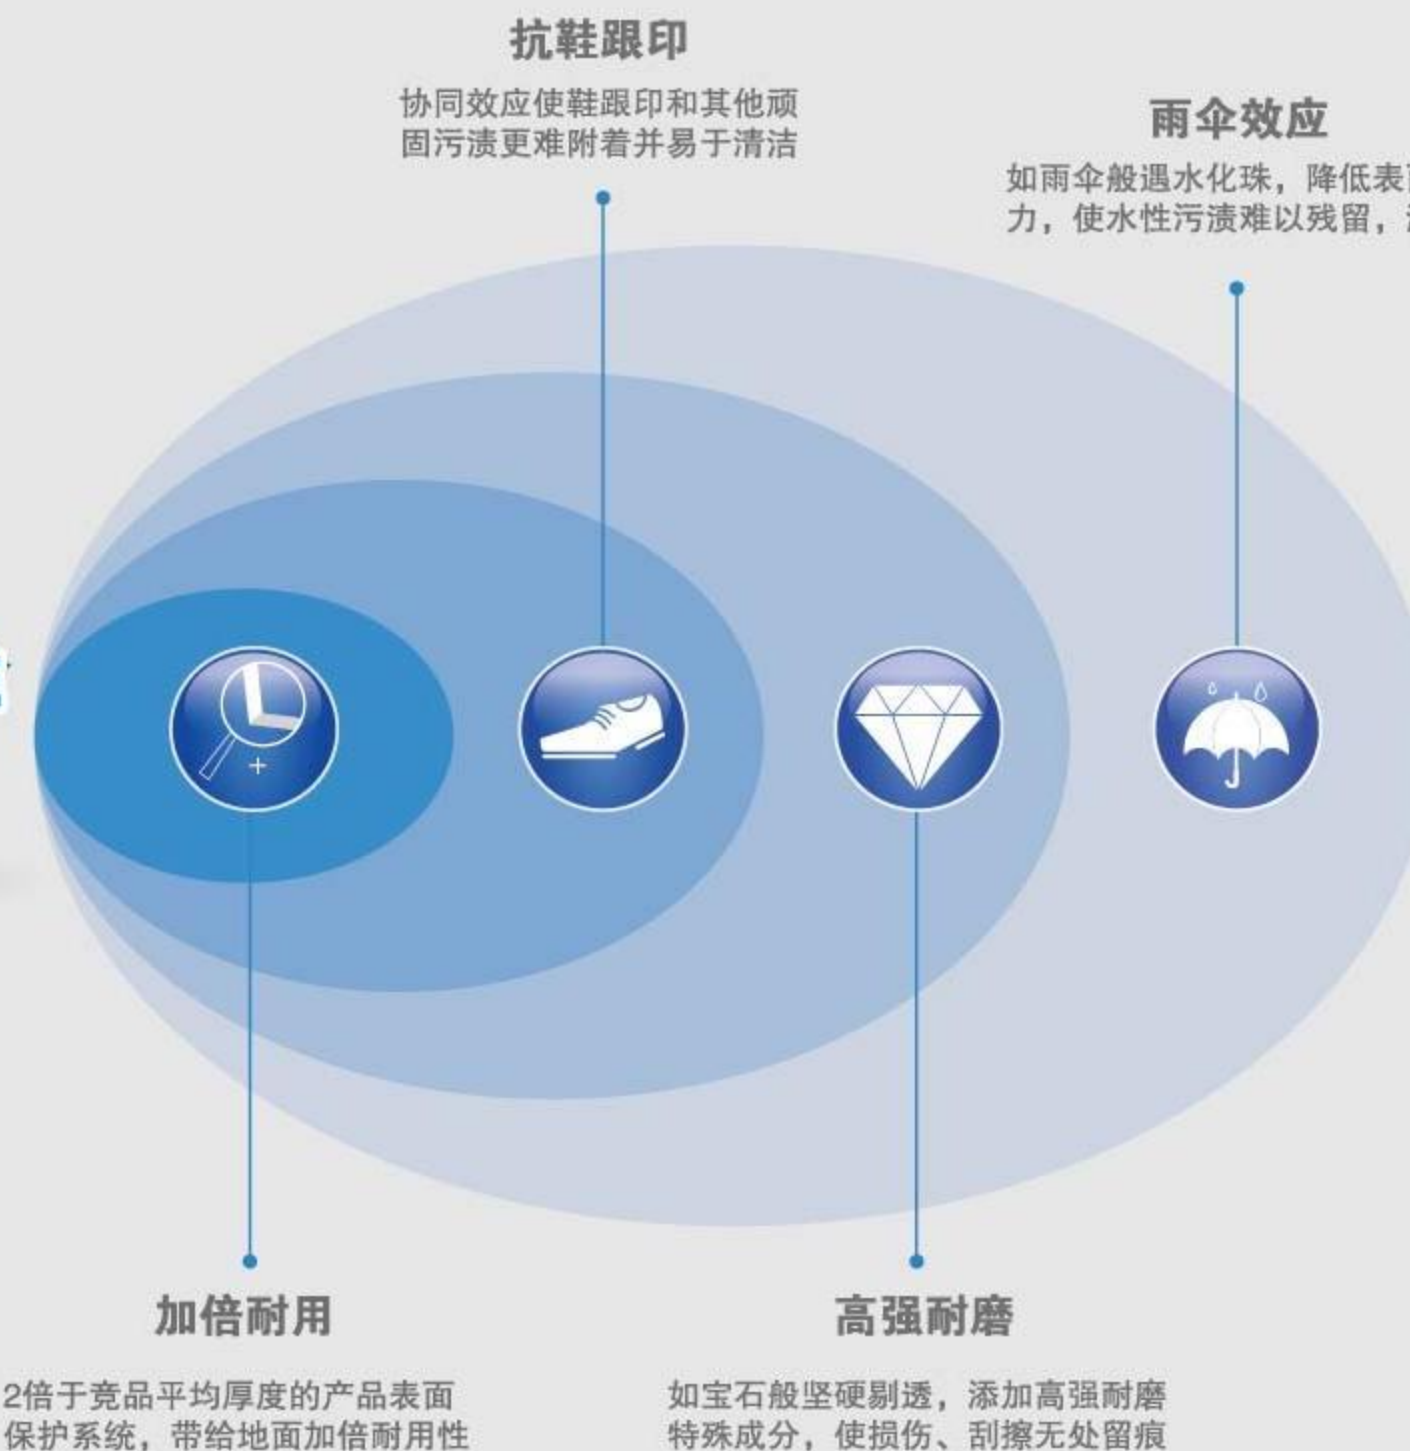 抗鞋跟印
协同效应使鞋跟印和其他顽
固污渍更难附着并易于清洁
雨伞效应
如雨伞般遇水化珠，降低表
力，使水性污渍难以残留，
加倍耐用
2倍于竞品平均厚度的产品表面
保护系统，带给地面加倍耐用性
高强耐磨
如宝石般坚硬剔透，添加高强耐磨
特殊成分，使损伤、刮擦无处留痕